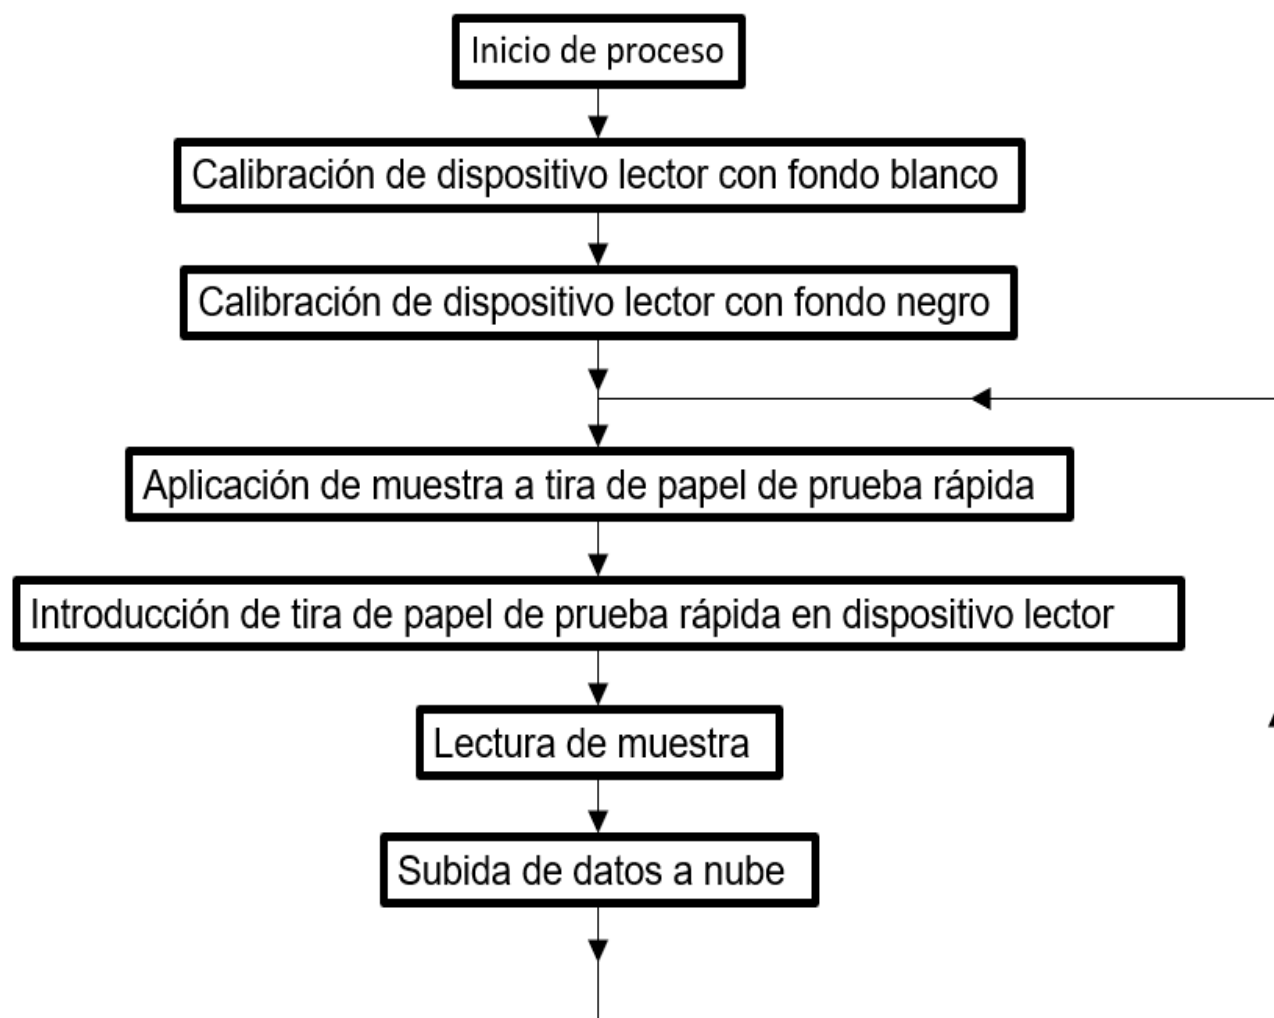 Inicio de proceso
Calibración de dispositivo lector con fondo blanco
Calibración de dispositivo lector con fondo negro
Aplicación de muestra a tira de papel de prueba rápida
Introducción de tira de papel de prueba rápida en dispositivo lector
Lectura de muestra
Subida de datos a nube